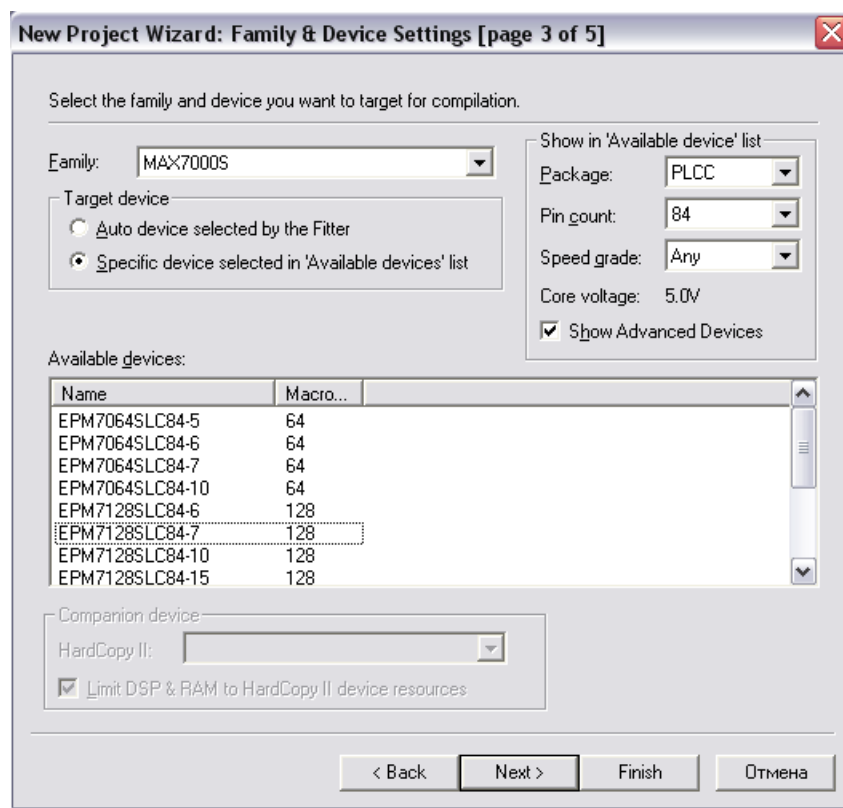 New Project Wizard: Family & Device Settings [page 3 of 5]
Select the family and device you want to target for compilation.
Family: MAX7000S
Target device
Auto device selected by the Fitter
Specific device selected in 'Available devices' list
Show in 'Available device' list
Package: PLCC
Pin count: 84
Speed grade: Any
Core voltage: 5.0V
Show Advanced Devices
Available devices:
Name Macro...
EPM7064SLC84-5 64
EPM7064SLC84-6 64
EPM7064SLC84-7 64
EPM7064SLC84-10 64
EPM7128SLC84-6 128
EPM7128SLC84-7 128
EPM7128SLC84-10 128
EPM7128SLC84-15 128
Companion device
HardCopy II:
Limit DSP & RAM to HardCopy II device resources
< Back Next > Finish Отмена